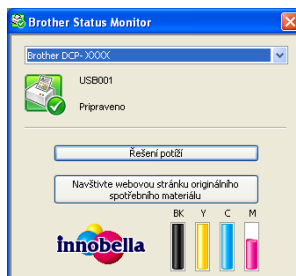 Brother Status Monitor
Brother DCP-XXXX
USB001
Pripraveno
Řešení potíží
Navštivte webovou stránku originálního
spotřebního materiálu
BK Y C M
innobella